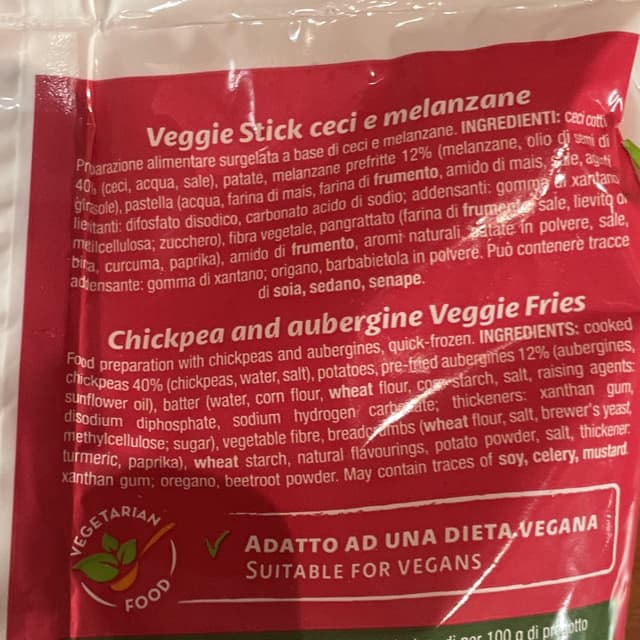 Veggie Stick ceci e melanzane
Preparazione alimentare surgelata a base di ceci e melanzane. INGREDIENTI: ceci cotti
40% (ceci, acqua, sale), patate, melanzane prefritte 12% (melanzane, olio di semi di
girasole), pastella (acqua, farina di mais, farina di frumento, amido di mais, sale, agenti
lievitanti: difosfato disodico, carbonato acido di sodio; addensanti: gomma di xantano,
metilcellulosa; zucchero), fibra vegetale, pangrattato (farina di frumento, sale, lievito di
birra, curcuma, paprika), amido di frumento, aromi naturali, patate in polvere, sale,
addensante: gomma di xantano; origano, barbabietola in polvere. Può contenere tracce
di soia, sedano, senape.
Chickpea and aubergine Veggie Fries
Food preparation with chickpeas and aubergines, quick-frozen. INGREDIENTS: cooked
chickpeas 40% (chickpeas, water, salt), potatoes, pre-fried aubergines 12% (aubergines,
sunflower oil), batter (water, corn flour, wheat flour, corn starch, salt, raising agents:
disodium diphosphate, sodium hydrogen carbonate; thickeners: xanthan gum,
methylcellulose; sugar), vegetable fibre, breadcrumbs (wheat flour, salt, brewer's yeast,
turmeric, paprika), wheat starch, natural flavourings, potato powder, salt, thickener:
xanthan gum; oregano, beetroot powder. May contain traces of soy, celery, mustard.
VEGETARIAN
FOOD
ADATTO AD UNA DIETA VEGANA
SUITABLE FOR VEGANS
di per 100 g di prodotto